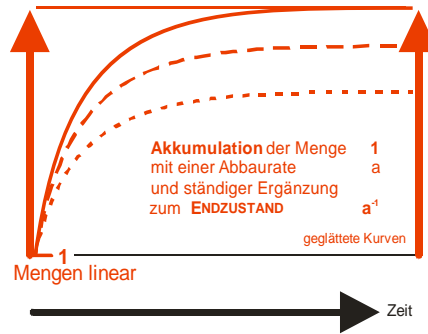 Akkumulation der Menge 1
mit einer Abbaurate a
und ständiger Ergänzung
zum ENDZUSTAND a⁻¹
geglättete Kurven
1
Mengen linear
Zeit